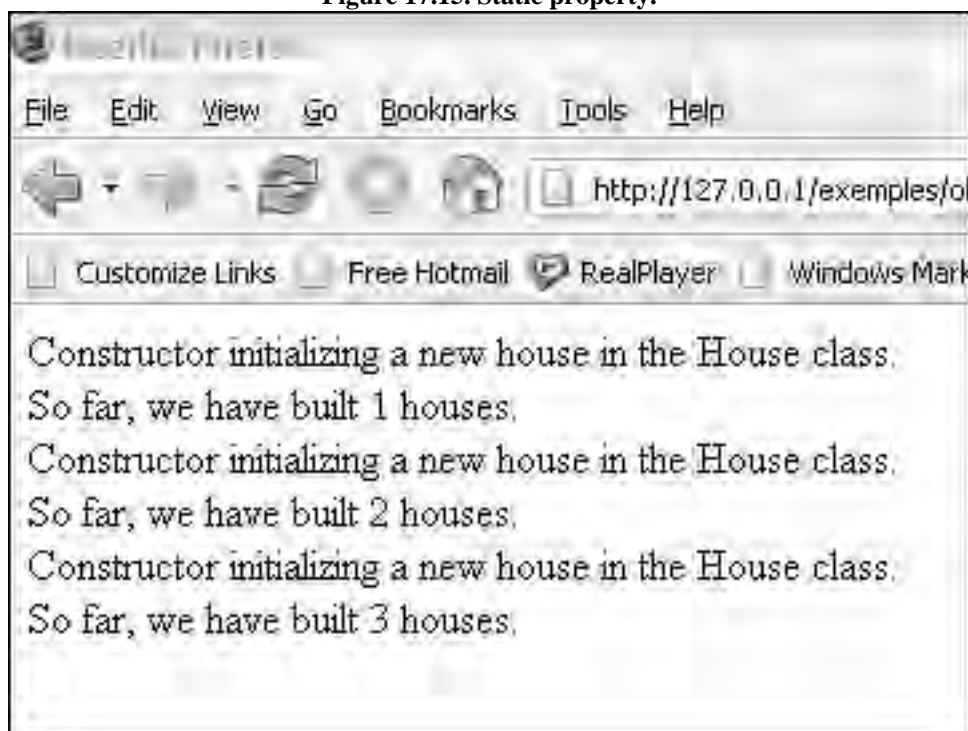 Figure 17.15. Static property.
File Edit View Go Bookmarks Tools Help
http://127.0.0.1/exemples/ol
Customize Links Free Hotmail RealPlayer Windows Mark
Constructor initializing a new house in the House class.
So far, we have built 1 houses.
Constructor initializing a new house in the House class.
So far, we have built 2 houses.
Constructor initializing a new house in the House class.
So far, we have built 3 houses.